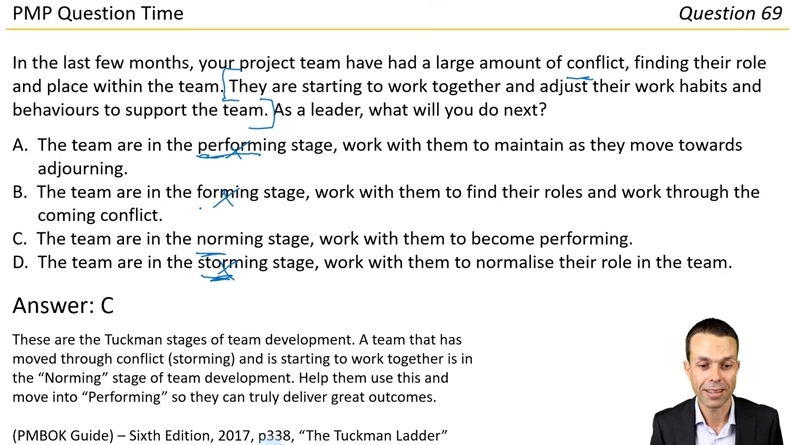 PMP Question Time
Question 69
In the last few months, your project team have had a large amount of conflict, finding their role
and place within the team. They are starting to work together and adjust their work habits and
behaviours to support the team. As a leader, what will you do next?
A. The team are in the performing stage, work with them to maintain as they move towards
adjourning.
B. The team are in the forming stage, work with them to find their roles and work through the
coming conflict.
C. The team are in the norming stage, work with them to become performing.
D. The team are in the storming stage, work with them to normalise their role in the team.
Answer: C
These are the Tuckman stages of team development. A team that has
moved through conflict (storming) and is starting to work together is in
the “Norming” stage of team development. Help them use this and
move into “Performing” so they can truly deliver great outcomes.
(PMBOK Guide) – Sixth Edition, 2017, p338, “The Tuckman Ladder”